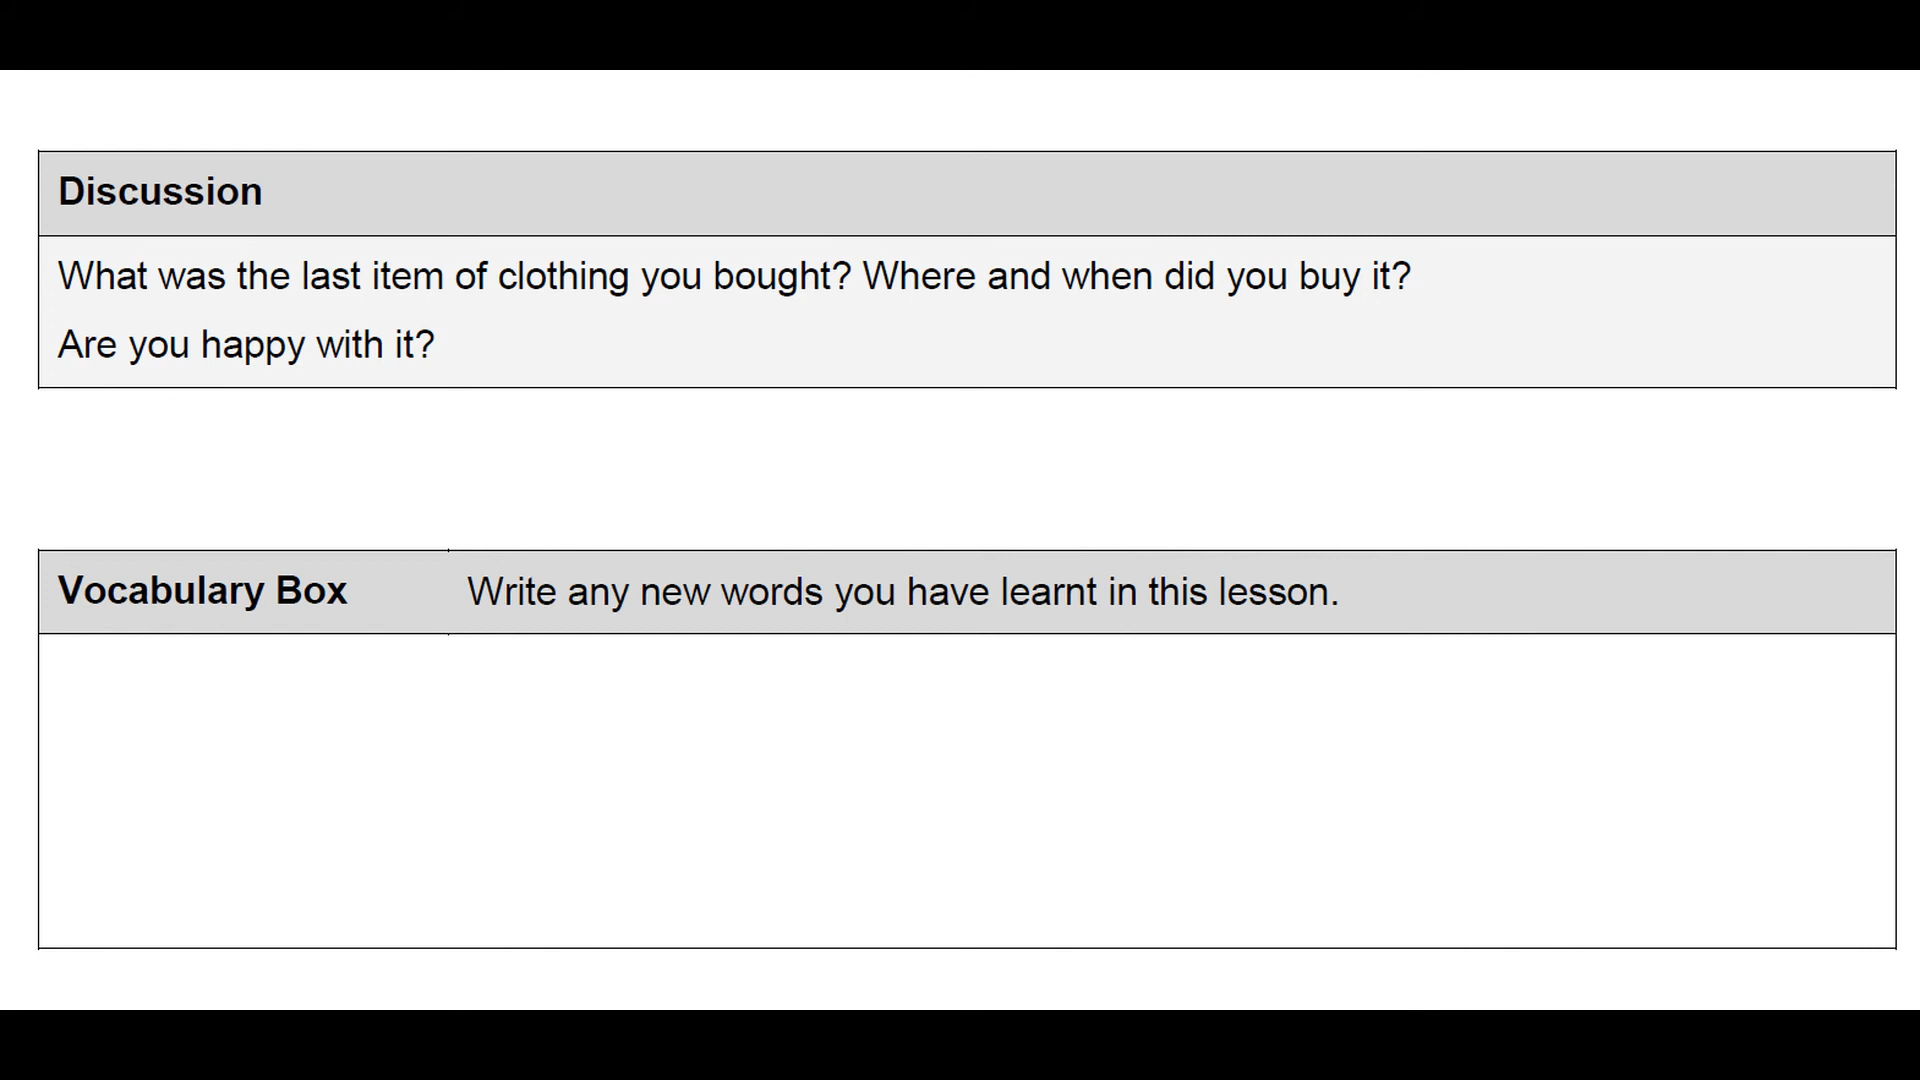 Discussion
What was the last item of clothing you bought? Where and when did you buy it?
Are you happy with it?
Vocabulary Box Write any new words you have learnt in this lesson.